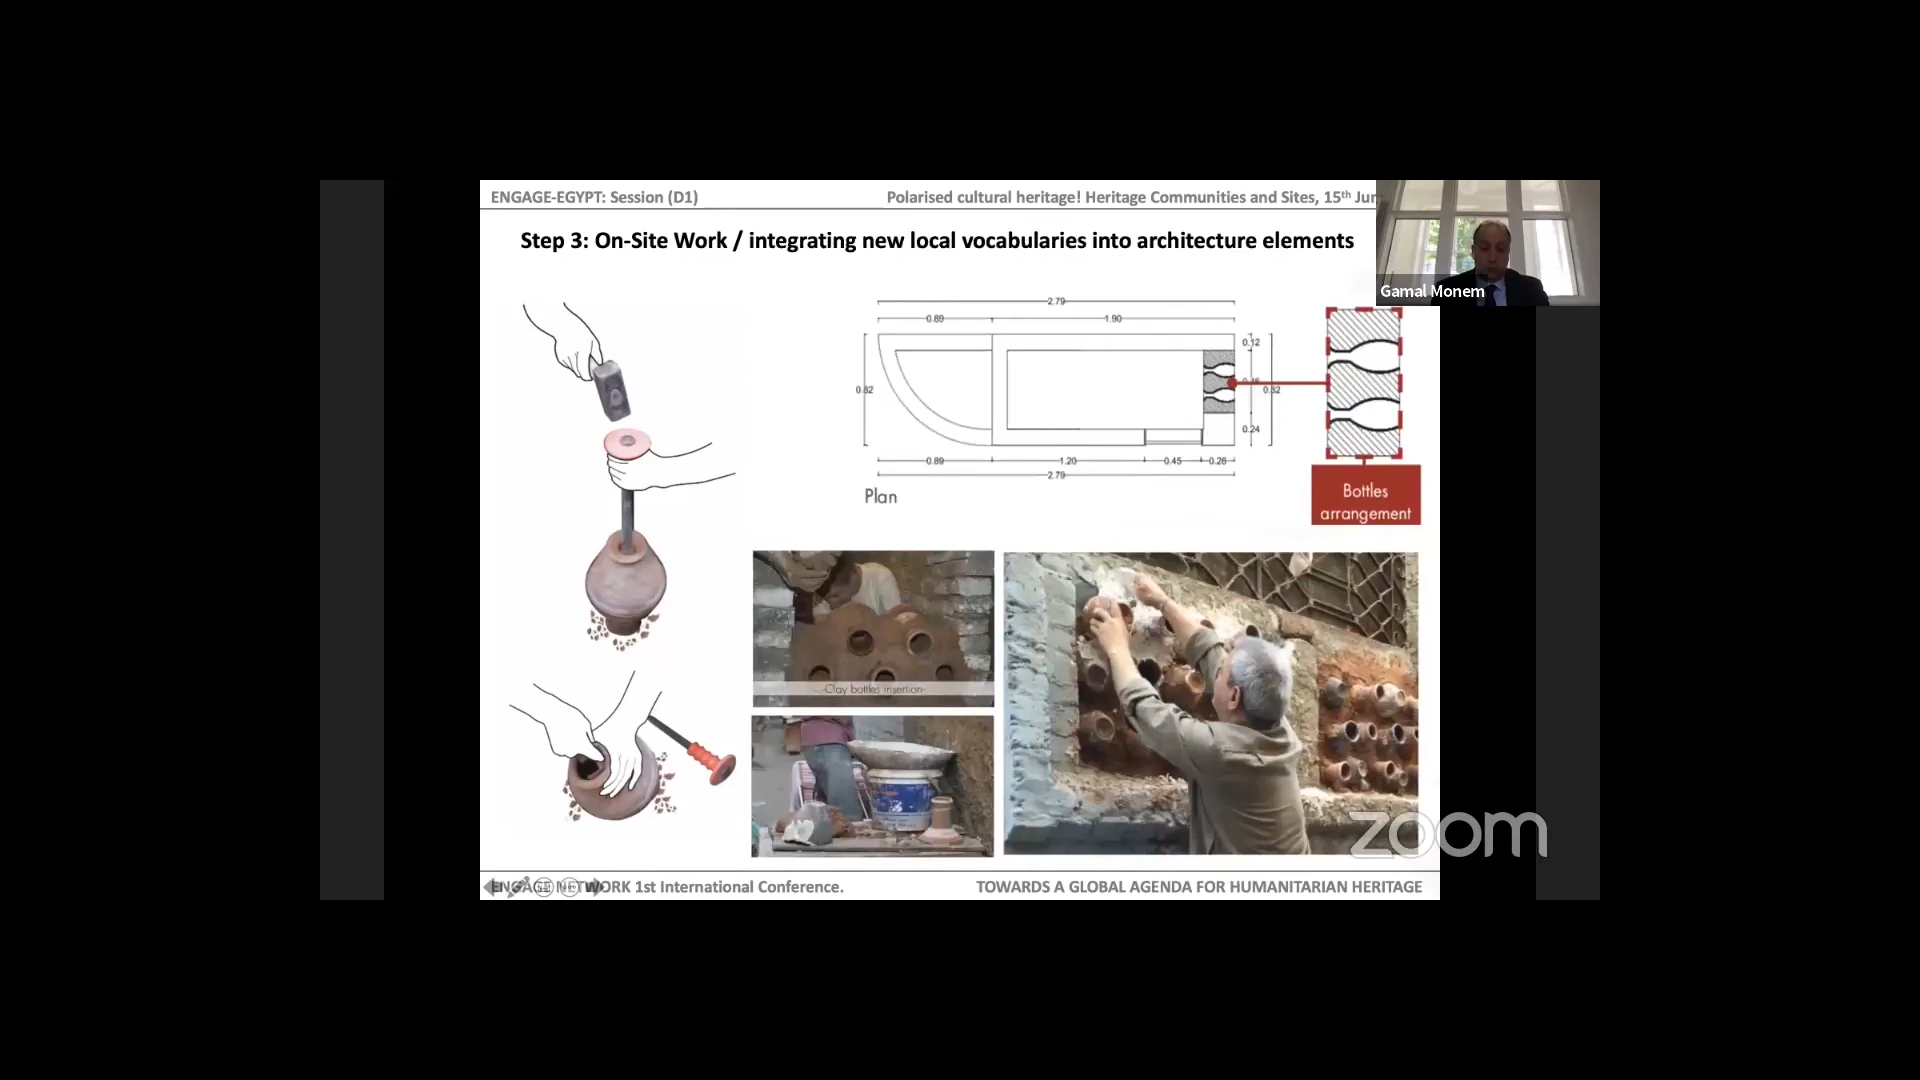 ENGAGE-EGYPT: Session (D1)
Polarised cultural heritage! Heritage Communities and Sites, 15th Jun
Step 3: On-Site Work / integrating new local vocabularies into architecture elements
Gamal Monem
2.79
0.89
1.90
0.12
0.82
0.82
0.24
0.89
1.20
0.45
0.26
2.79
Plan
Bottles
arrangement
-Clay bottles insertion-
zoom
ENGAGE NETWORK 1st International Conference.
TOWARDS A GLOBAL AGENDA FOR HUMANITARIAN HERITAGE